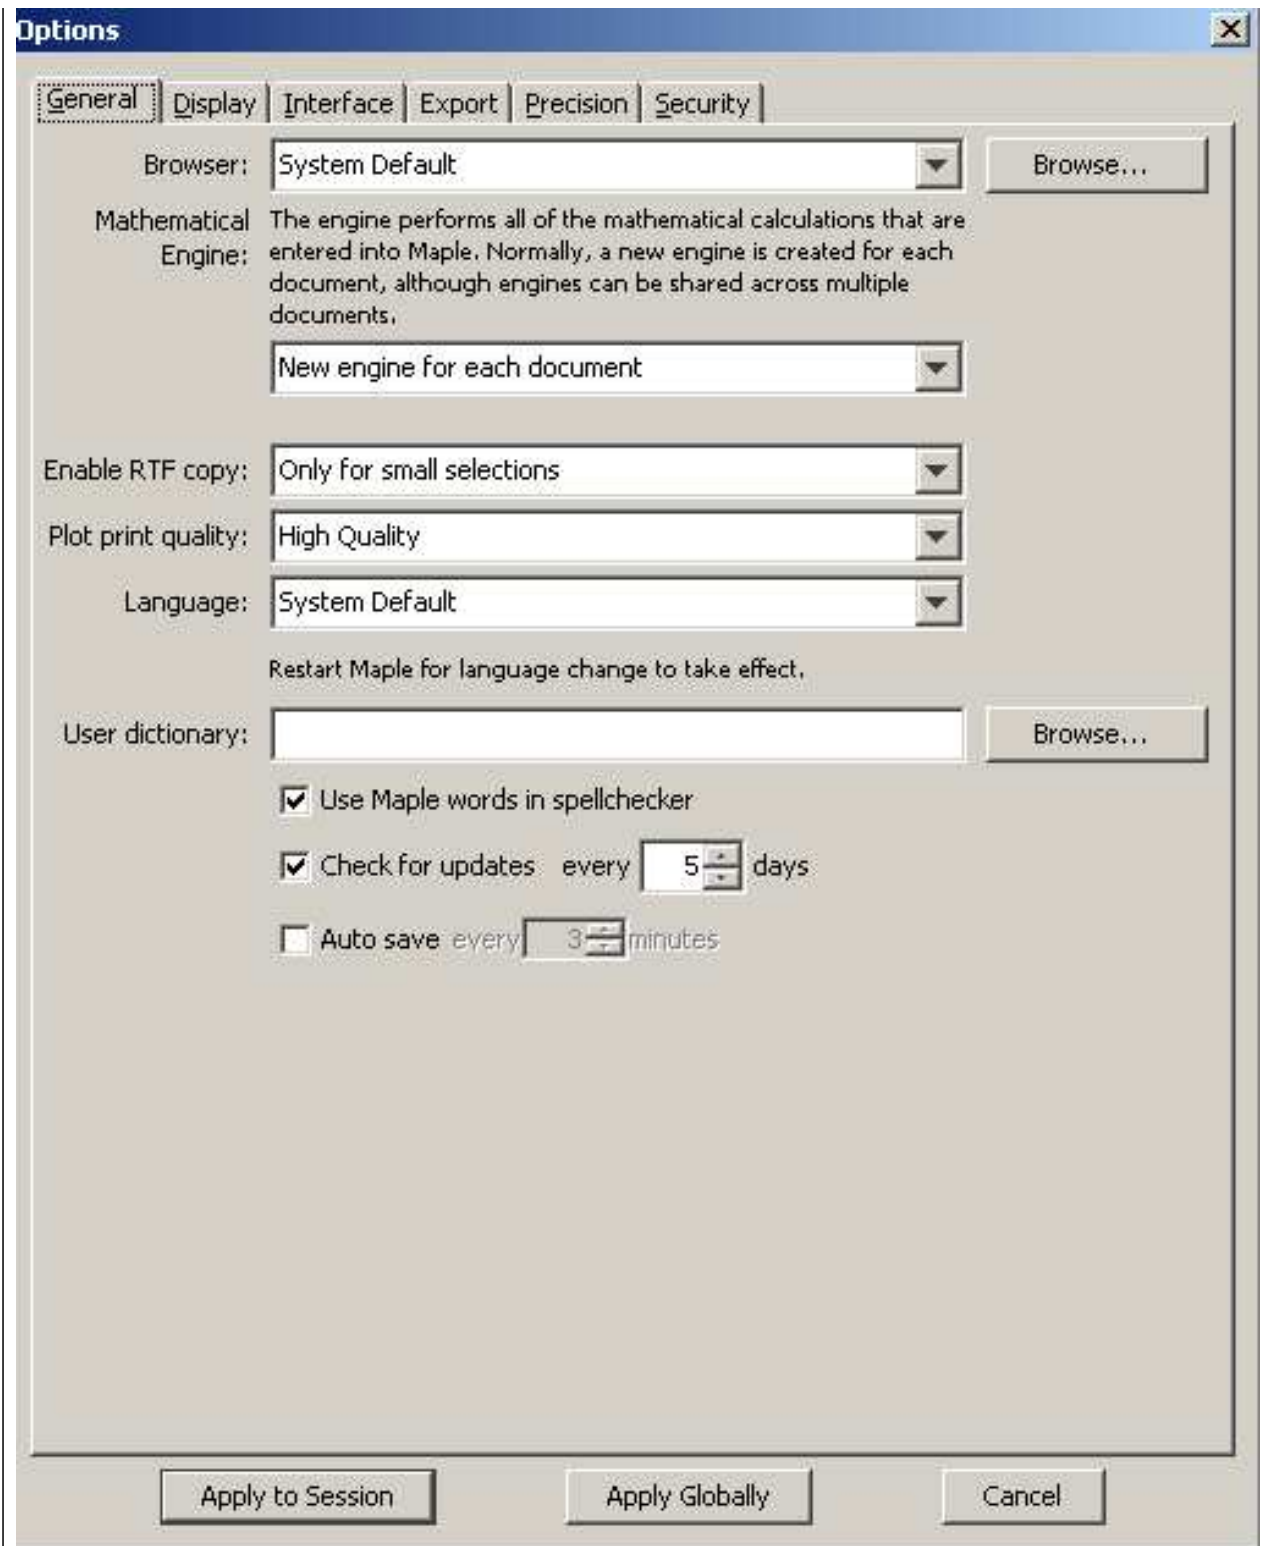 Options
General Display Interface Export Precision Security
Browser: System Default Browse...
Mathematical Engine:
The engine performs all of the mathematical calculations that are
entered into Maple. Normally, a new engine is created for each
document, although engines can be shared across multiple
documents.
New engine for each document
Enable RTF copy: Only for small selections
Plot print quality: High Quality
Language: System Default
Restart Maple for language change to take effect.
User dictionary: Browse...
Use Maple words in spellchecker
Check for updates every 5 days
Auto save every 3 minutes
Apply to Session Apply Globally Cancel